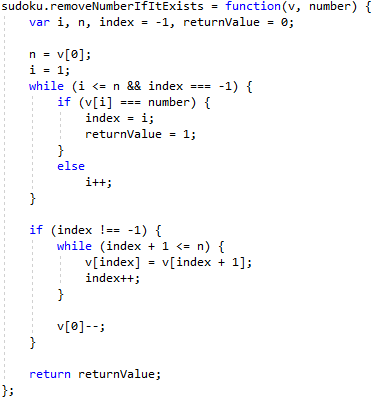 sudoku.removeNumberIfItExists = function(v, number) {
    var i, n, index = -1, returnValue = 0;

    n = v[0];
    i = 1;
    while (i <= n && index === -1) {
        if (v[i] === number) {
            index = i;
            returnValue = 1;
        }
        else
            i++;
    }

    if (index !== -1) {
        while (index + 1 <= n) {
            v[index] = v[index + 1];
            index++;
        }

        v[0]--;
    }

    return returnValue;
};